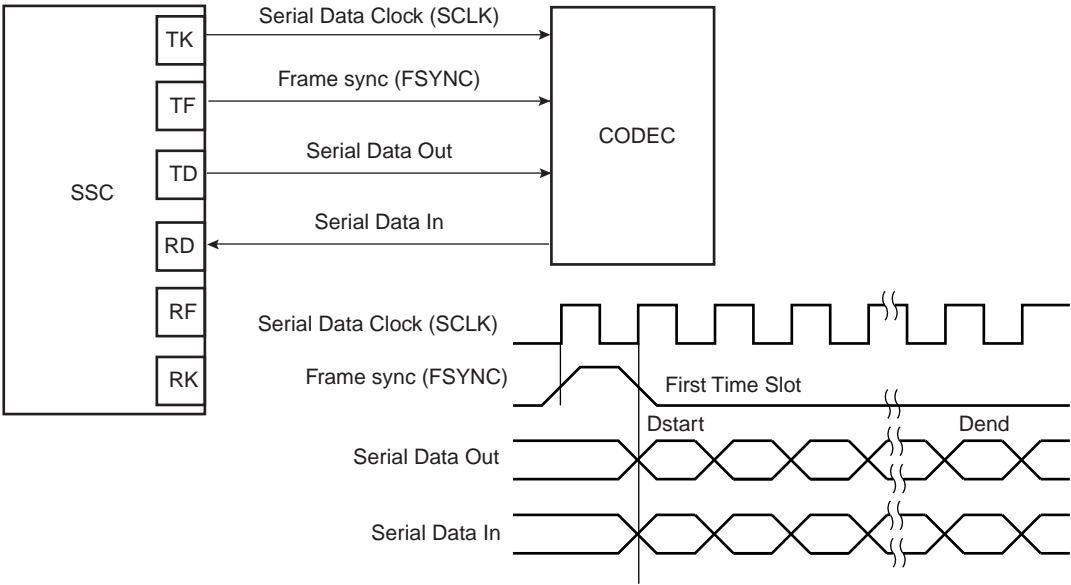 Serial Data Clock (SCLK)
TK
Frame sync (FSYNC)
TF
CODEC
Serial Data Out
TD
SSC
Serial Data In
RD
RF
Serial Data Clock (SCLK)
RK
Frame sync (FSYNC)
First Time Slot
Dstart
Dend
Serial Data Out
Serial Data In